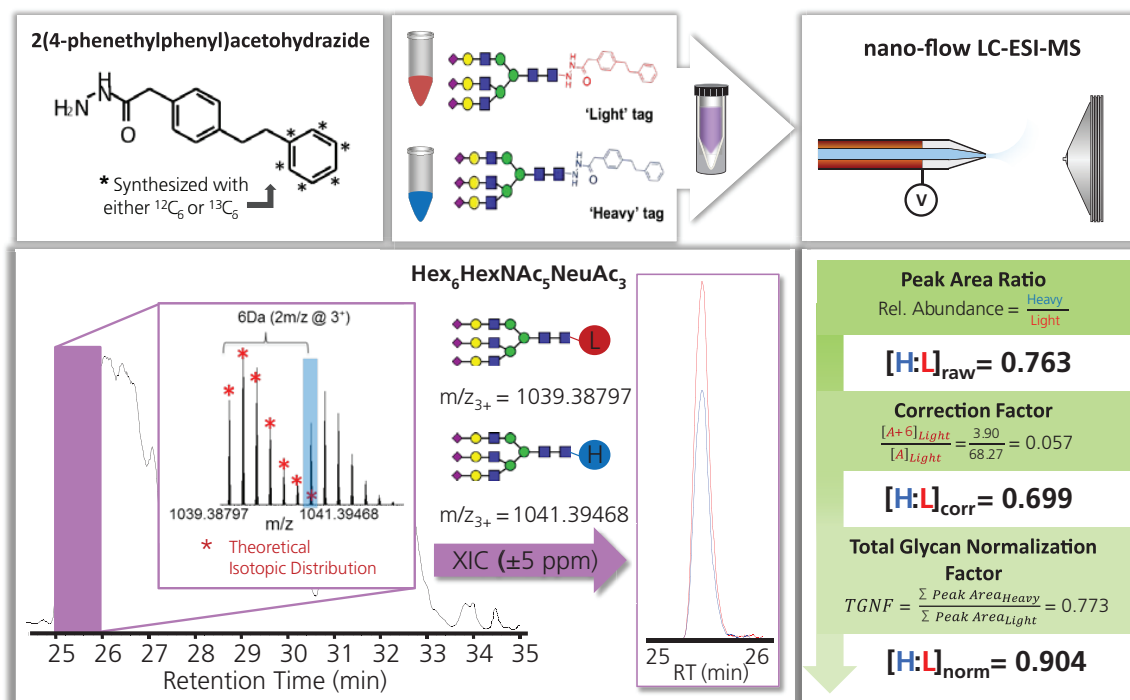 2(4-phenethylphenyl)acetohydrazide
H₂N
H
N
O
*
*
*
*
*
*
* Synthesized with
either ¹²C₆ or ¹³C₆
H
N
N
H
O
'Light' tag
H
N
N
H
O
'Heavy' tag
nano-flow LC-ESI-MS
V
Hex₆HexNAc₅NeuAc₃
6Da (2m/z @ 3⁺)
*
*
*
*
*
*
*
1039.38797
1041.39468
m/z
* Theoretical
Isotopic Distribution
L
m/z₃₊ = 1039.38797
H
m/z₃₊ = 1041.39468
XIC (±5 ppm)
25 26 27 28 29 30 31 32 33 34 35
Retention Time (min)
25 26
RT (min)
Peak Area Ratio
Rel. Abundance = Heavy/Light
[H:L]raw= 0.763
Correction Factor
[A+6]Light/[A]Light = 3.90/68.27 = 0.057
[H:L]corr= 0.699
Total Glycan Normalization
Factor
TGNF = ∑ Peak AreaHeavy/∑ Peak AreaLight = 0.773
[H:L]norm= 0.904